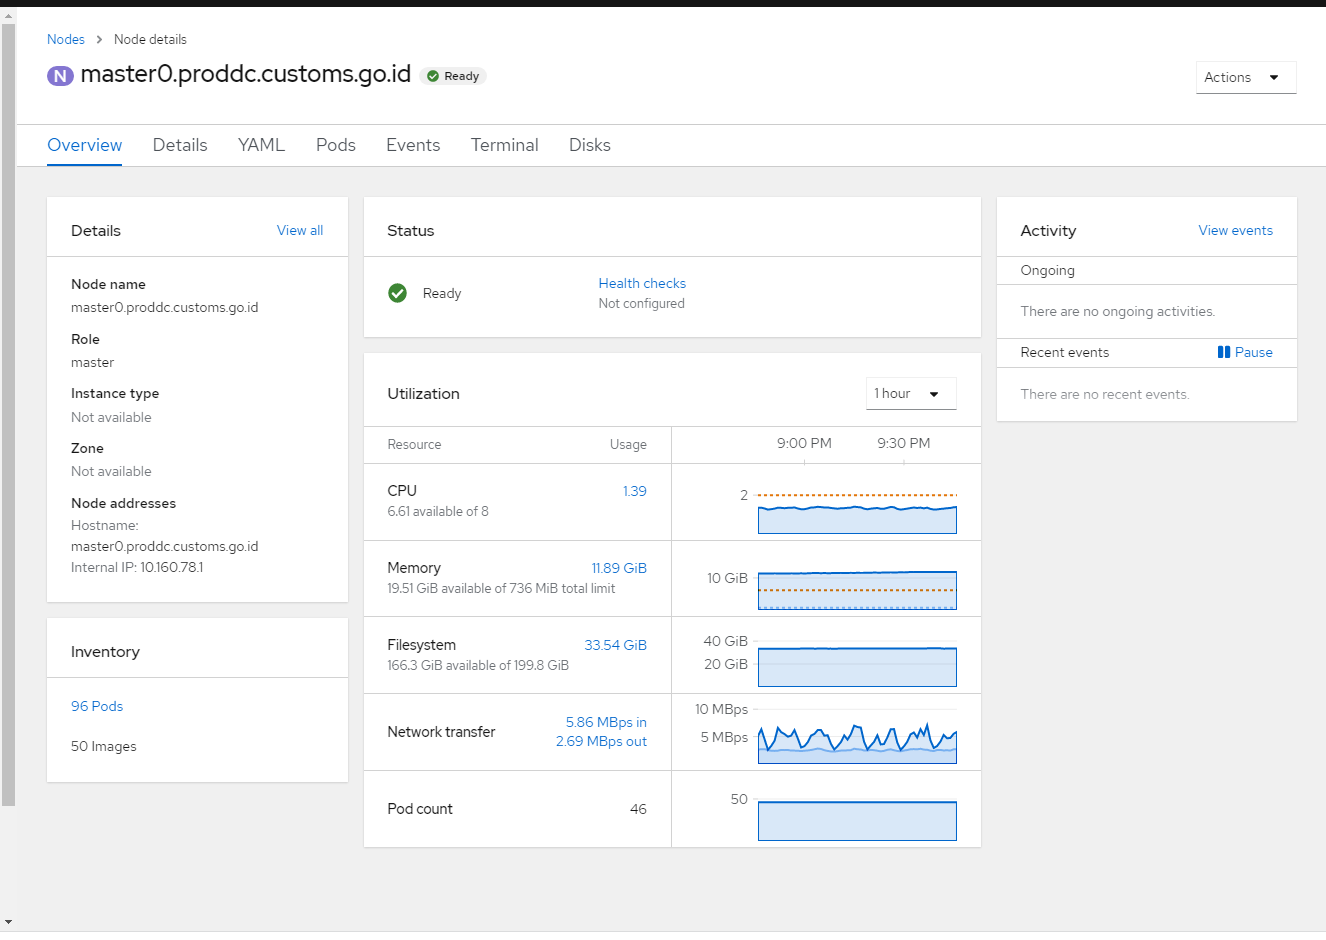 Nodes > Node details
N master0.proddc.customs.go.id Ready
Actions
Overview Details YAML Pods Events Terminal Disks
Details View all
Node name
master0.proddc.customs.go.id
Role
master
Instance type
Not available
Zone
Not available
Node addresses
Hostname:
master0.proddc.customs.go.id
Internal IP: 10.160.78.1
Inventory
96 Pods
50 Images
Status
Ready
Health checks
Not configured
Utilization 1 hour
Resource Usage 9:00 PM 9:30 PM
CPU 1.39
6.61 available of 8
2
Memory 11.89 GiB
19.51 GiB available of 736 MiB total limit
10 GiB
Filesystem 33.54 GiB
166.3 GiB available of 199.8 GiB
40 GiB
20 GiB
Network transfer 5.86 MBps in
2.69 MBps out
10 MBps
5 MBps
Pod count 46
50
Activity View events
Ongoing
There are no ongoing activities.
Recent events Pause
There are no recent events.